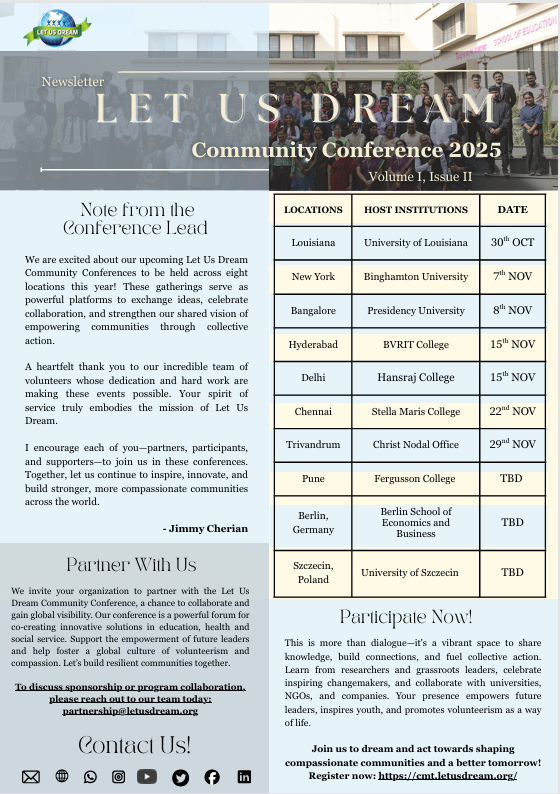 LET US DREAM
SCHOOL OF EDUCATION
Newsletter
LET US DREAM
Community Conference 2025
Volume I, Issue II
Note from the
Conference Lead
We are excited about our upcoming Let Us Dream
Community Conferences to be held across eight
locations this year! These gatherings serve as
powerful platforms to exchange ideas, celebrate
collaboration, and strengthen our shared vision of
empowering communities through collective
action.
A heartfelt thank you to our incredible team of
volunteers whose dedication and hard work are
making these events possible. Your spirit of
service truly embodies the mission of Let Us
Dream.
I encourage each of you—partners, participants,
and supporters—to join us in these conferences.
Together, let us continue to inspire, innovate, and
build stronger, more compassionate communities
across the world.
- Jimmy Cherian
Partner With Us
We invite your organization to partner with the Let Us
Dream Community Conference, a chance to collaborate and
gain global visibility. Our conference is a powerful forum for
co-creating innovative solutions in education, health and
social service. Support the empowerment of future leaders
and help foster a global culture of volunteerism and
compassion. Let's build resilient communities together.
To discuss sponsorship or program collaboration,
please reach out to our team today:
partnership@letusdream.org
Contact Us!
LOCATIONS HOST INSTITUTIONS DATE
Louisiana University of Louisiana 30th OCT
New York Binghamton University 7th NOV
Bangalore Presidency University 8th NOV
Hyderabad BVRIT College 15th NOV
Delhi Hansraj College 15th NOV
Chennai Stella Maris College 22nd NOV
Trivandrum Christ Nodal Office 29nd NOV
Pune Fergusson College TBD
Berlin,
Germany
Berlin School of
Economics and
Business
TBD
Szczecin,
Poland
University of Szczecin
TBD
Participate Now!
This is more than dialogue—it's a vibrant space to share
knowledge, build connections, and fuel collective action.
Learn from researchers and grassroots leaders, celebrate
inspiring changemakers, and collaborate with universities,
NGOs, and companies. Your presence empowers future
leaders, inspires youth, and promotes volunteerism as a way
of life.
Join us to dream and act towards shaping
compassionate communities and a better tomorrow!
Register now: https://cmt.letusdream.org/